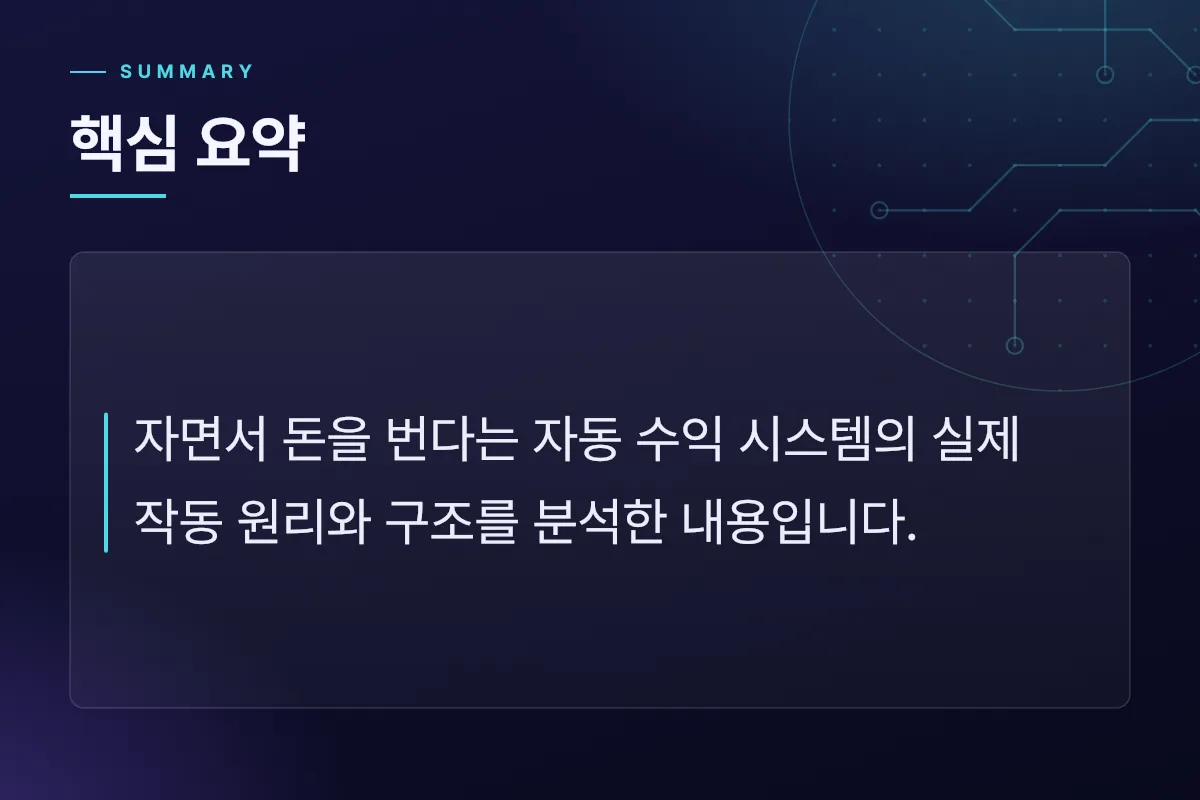 SUMMARY
핵심 요약
자면서 돈을 번다는 자동 수익 시스템의 실제
작동 원리와 구조를 분석한 내용입니다.